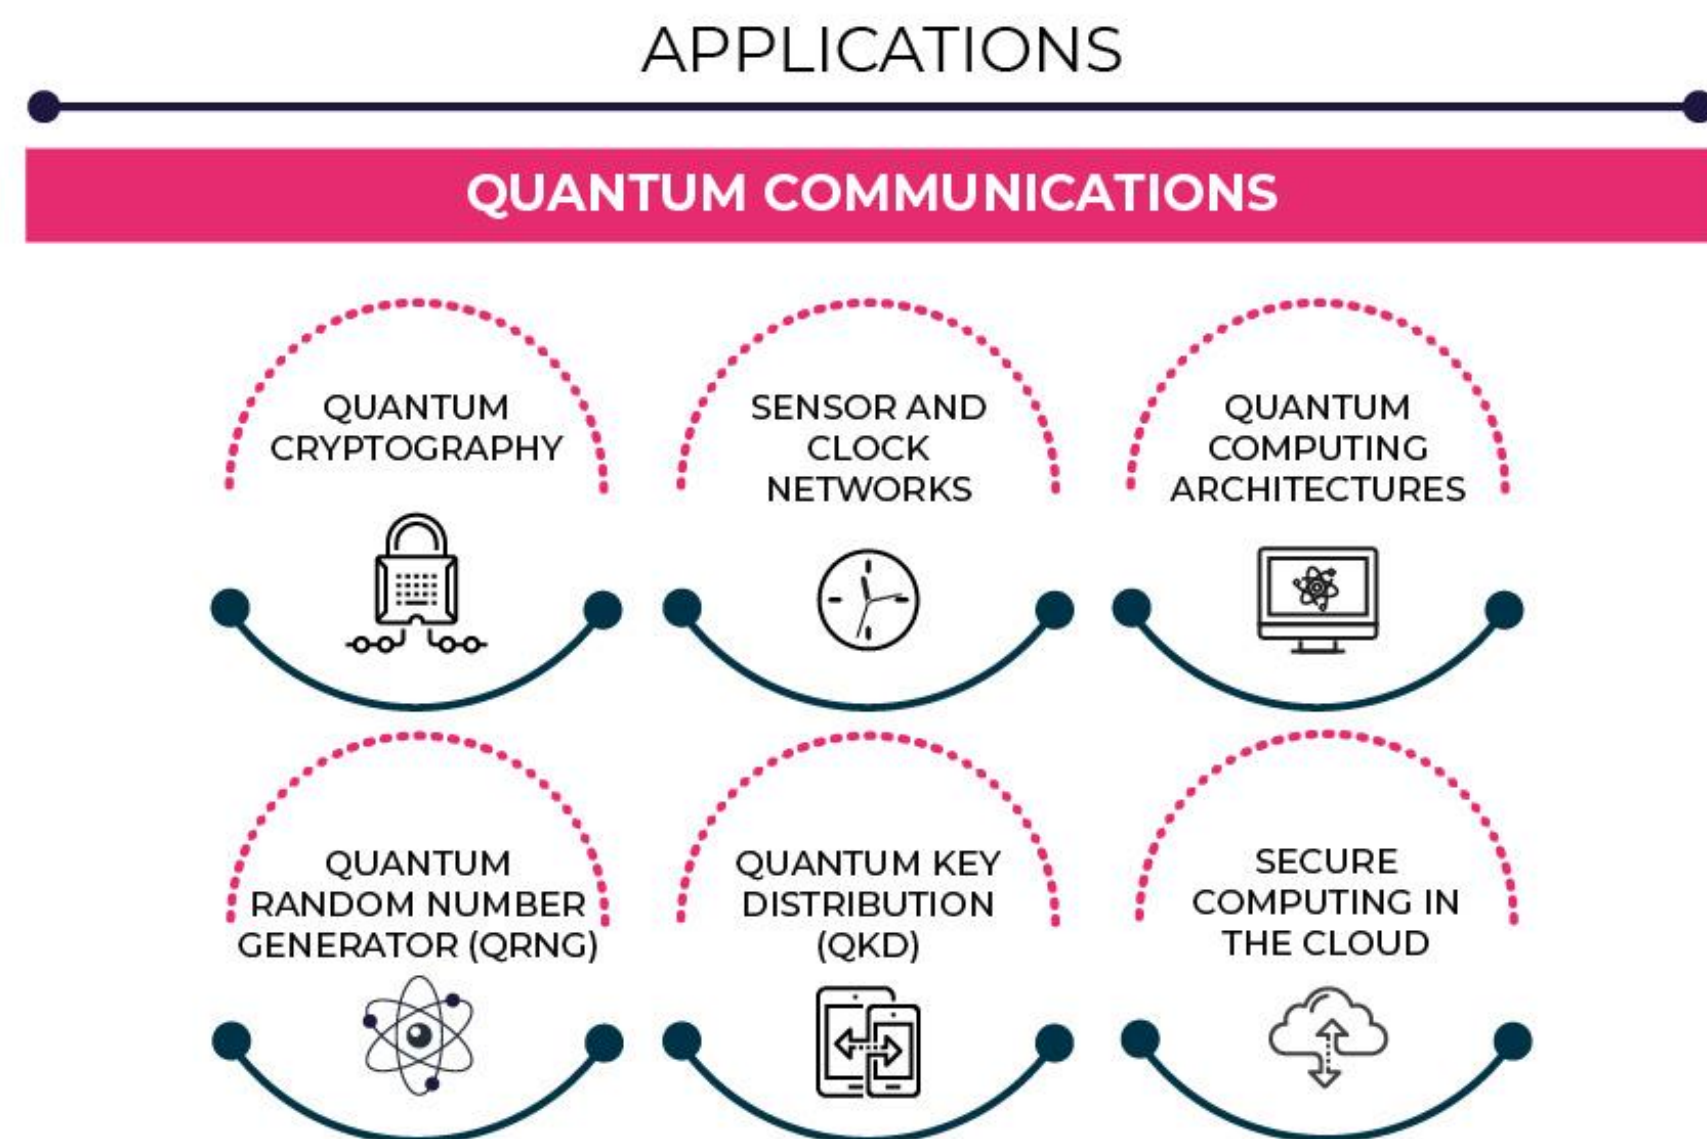 APPLICATIONS
QUANTUM COMMUNICATIONS
QUANTUM
CRYPTOGRAPHY
SENSOR AND
CLOCK
NETWORKS
QUANTUM
COMPUTING
ARCHITECTURES
QUANTUM
RANDOM NUMBER
GENERATOR (QRNG)
QUANTUM KEY
DISTRIBUTION
(QKD)
SECURE
COMPUTING IN
THE CLOUD